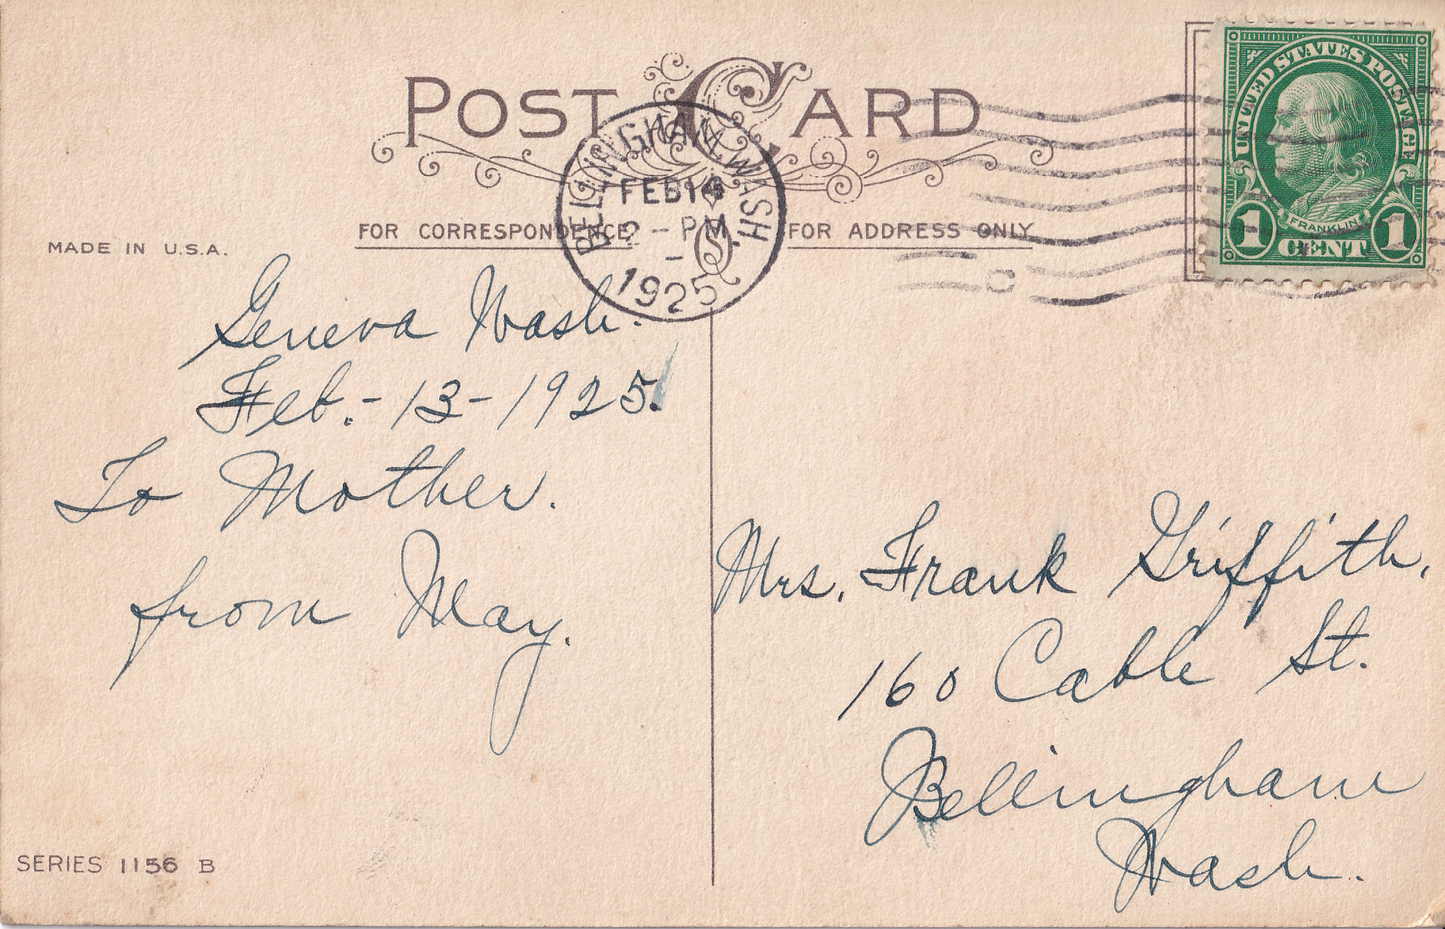 POST CARD
BELLINGHAM, WASH.
FEB 14
- PM
1925
FOR CORRESPONDENCE
FOR ADDRESS ONLY
MADE IN U.S.A.
UNITED STATES POSTAGE
FRANKLIN
1 CENT 1
Geneva Wash.
Feb.-13-1925.
To Mother.
from May.
Mrs. Frank Griffith,
160 Cable St.
Bellingham
Wash.
SERIES 1156 B